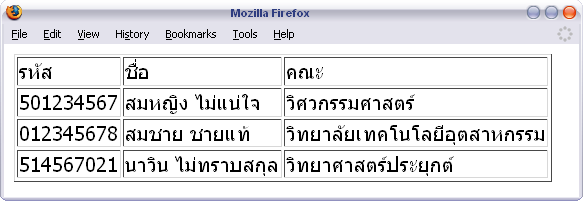 Mozilla Firefox
File Edit View History Bookmarks Tools Help
รหัส ชื่อ คณะ
501234567 สมหญิง ไม่แน่ใจ วิศวกรรมศาสตร์
012345678 สมชาย ชายแท้ วิทยาลัยเทคโนโลยีอุตสาหกรรม
514567021 นาวิน ไม่ทราบสกุล วิทยาศาสตร์ประยุกต์